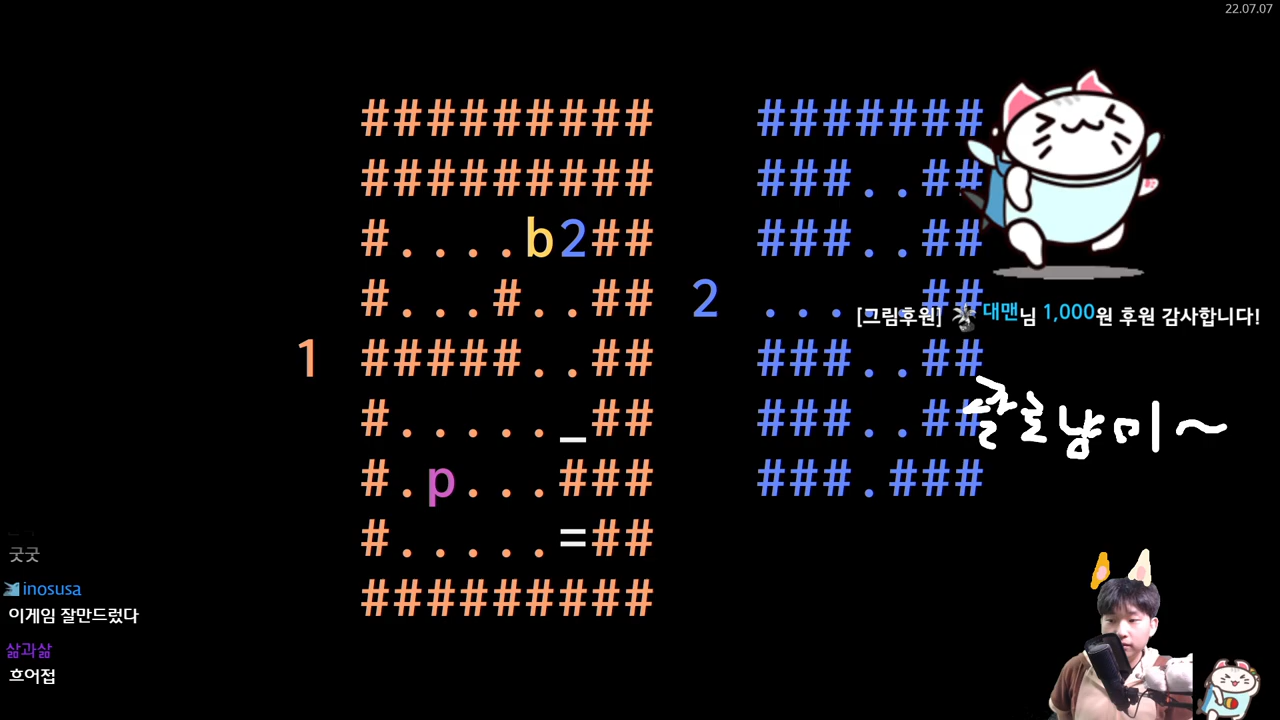 22.07.07
#########
#########
#....b2##
#...#..##
1 #####..##
#....._##
#.p...###
#.....=##
#########
#######
###..##
###..##
2 .....##
###..##
###..##
###.###
[그림후원] 대맨님 1,000원 후원 감사합니다!
냥미~
굿굿
inosusa
이게임 잘만드렀다
삶과삶
흐어접